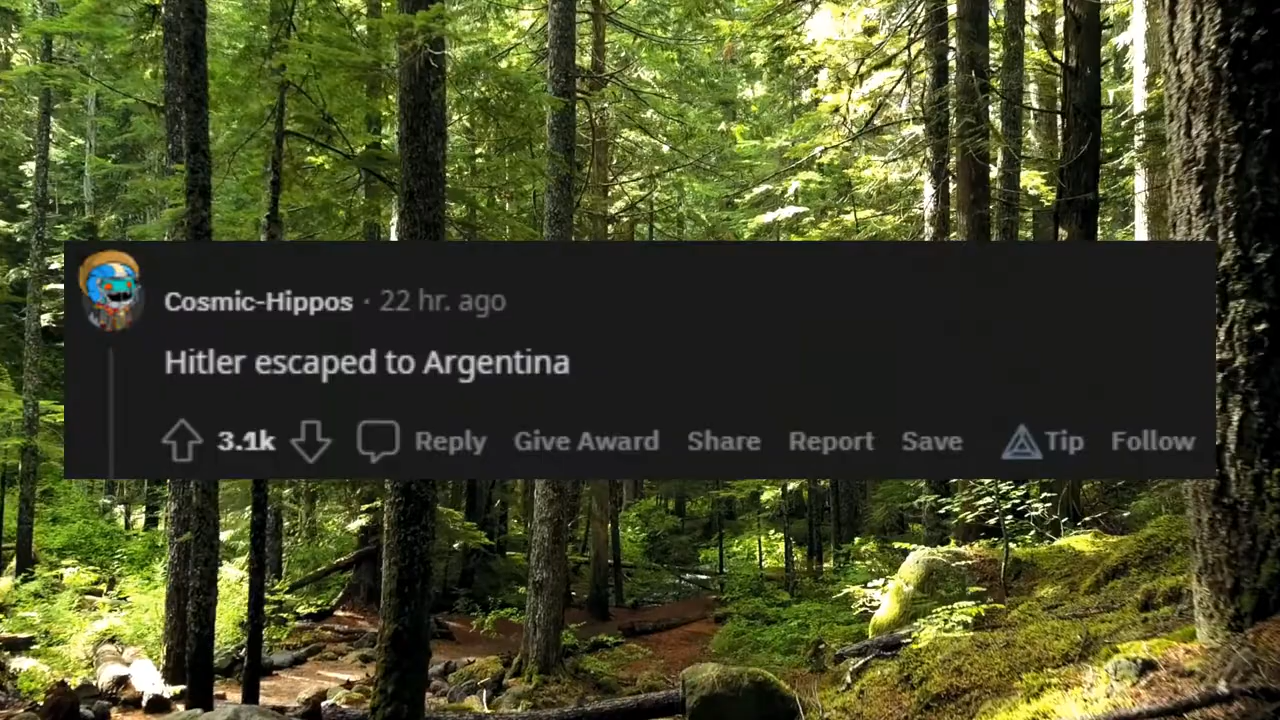 Cosmic-Hippos · 22 hr. ago
Hitler escaped to Argentina
3.1k Reply Give Award Share Report Save Tip Follow